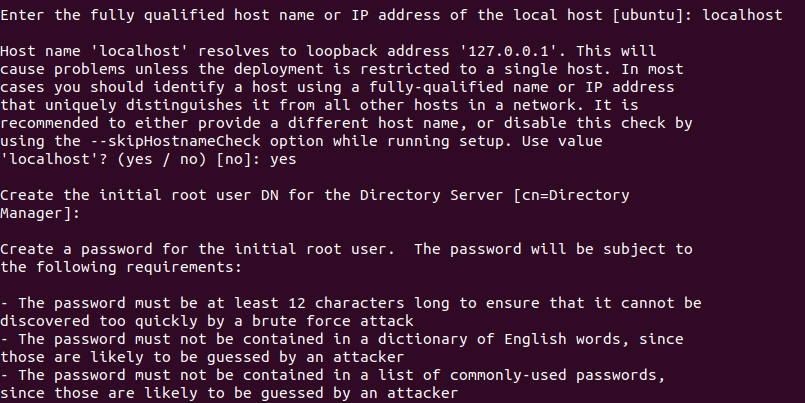 Enter the fully qualified host name or IP address of the local host [ubuntu]: localhost
Host name 'localhost' resolves to loopback address '127.0.0.1'. This will
cause problems unless the deployment is restricted to a single host. In most
cases you should identify a host using a fully-qualified name or IP address
that uniquely distinguishes it from all other hosts in a network. It is
recommended to either provide a different host name, or disable this check by
using the --skipHostnameCheck option while running setup. Use value
'localhost'? (yes / no) [no]: yes
Create the initial root user DN for the Directory Server [cn=Directory
Manager]:
Create a password for the initial root user.  The password will be subject to
the following requirements:
- The password must be at least 12 characters long to ensure that it cannot be
discovered too quickly by a brute force attack
- The password must not be contained in a dictionary of English words, since
those are likely to be guessed by an attacker
- The password must not be contained in a list of commonly-used passwords,
since those are likely to be guessed by an attacker